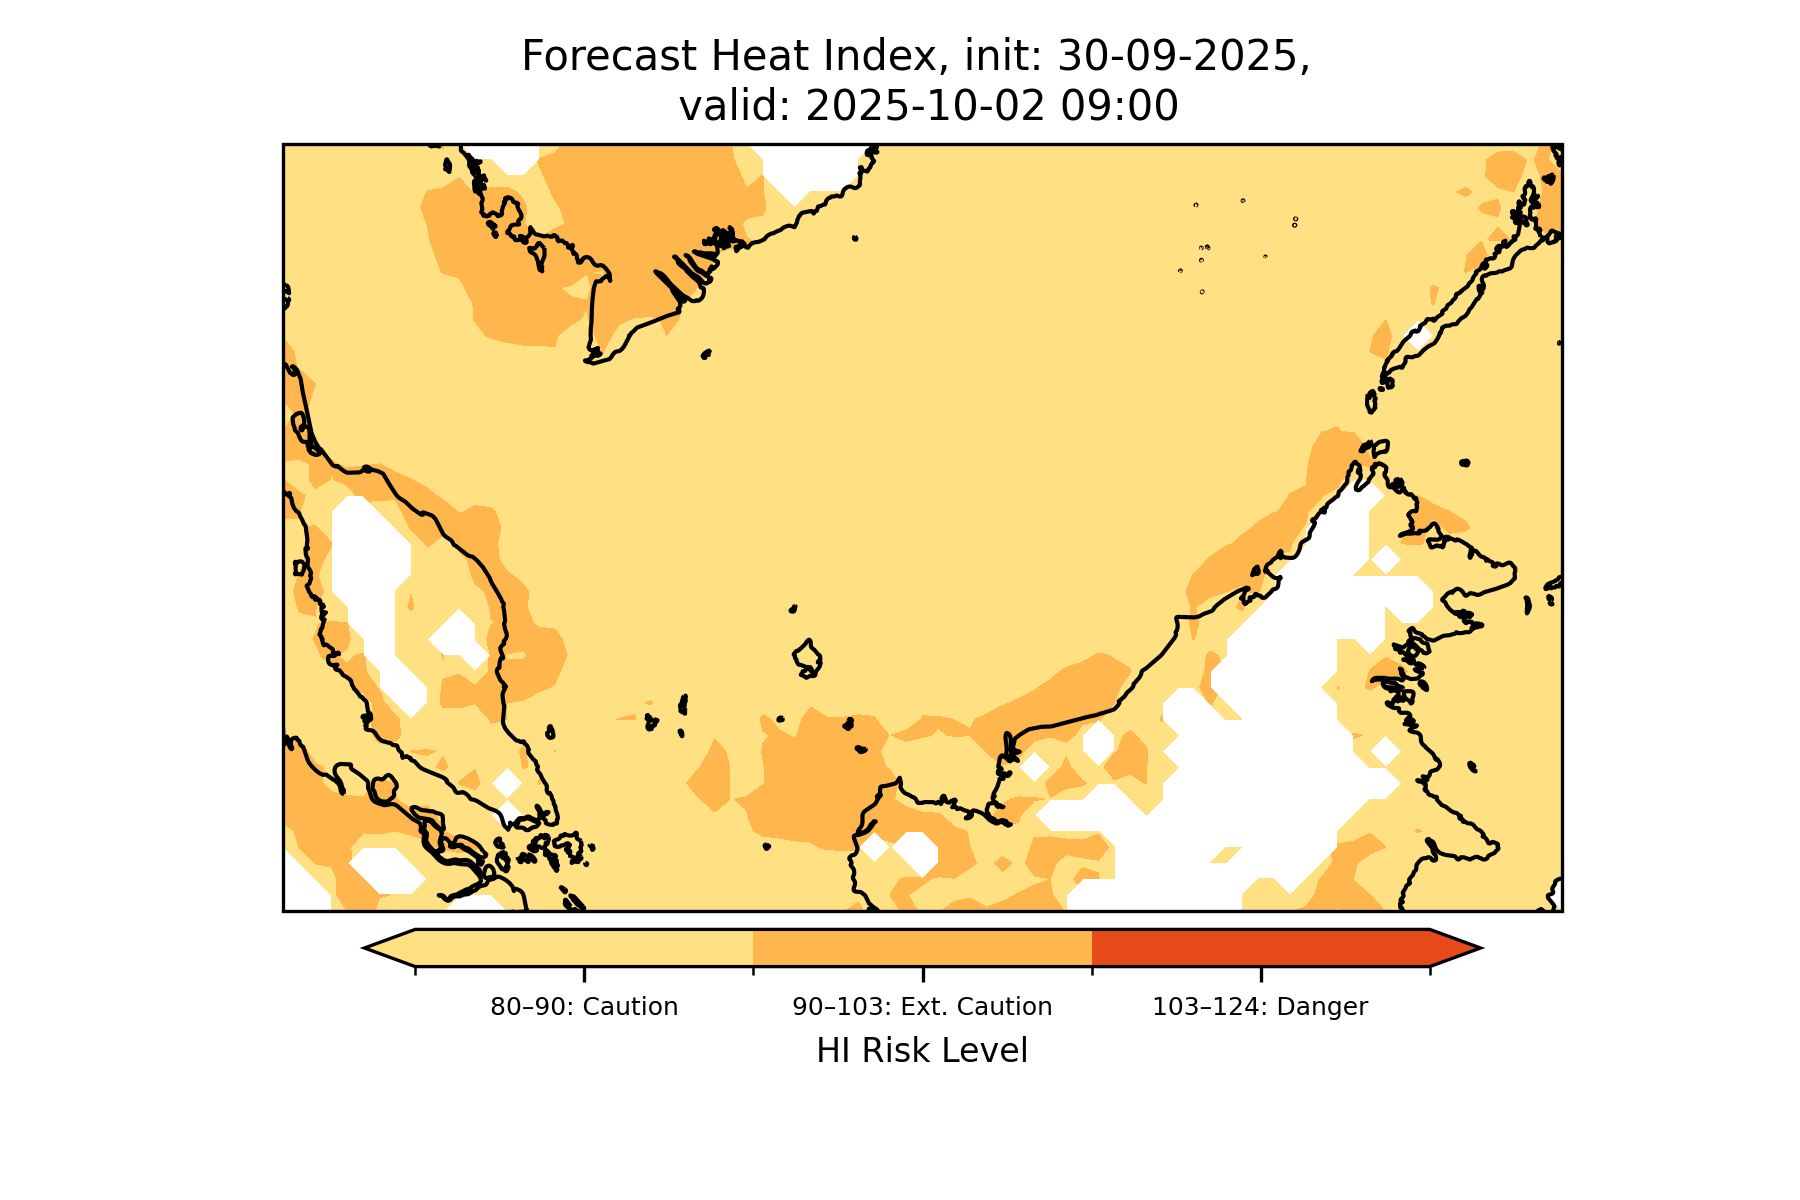 Forecast Heat Index, init: 30-09-2025,
valid: 2025-10-02 09:00
80–90: Caution
90–103: Ext. Caution
103–124: Danger
HI Risk Level